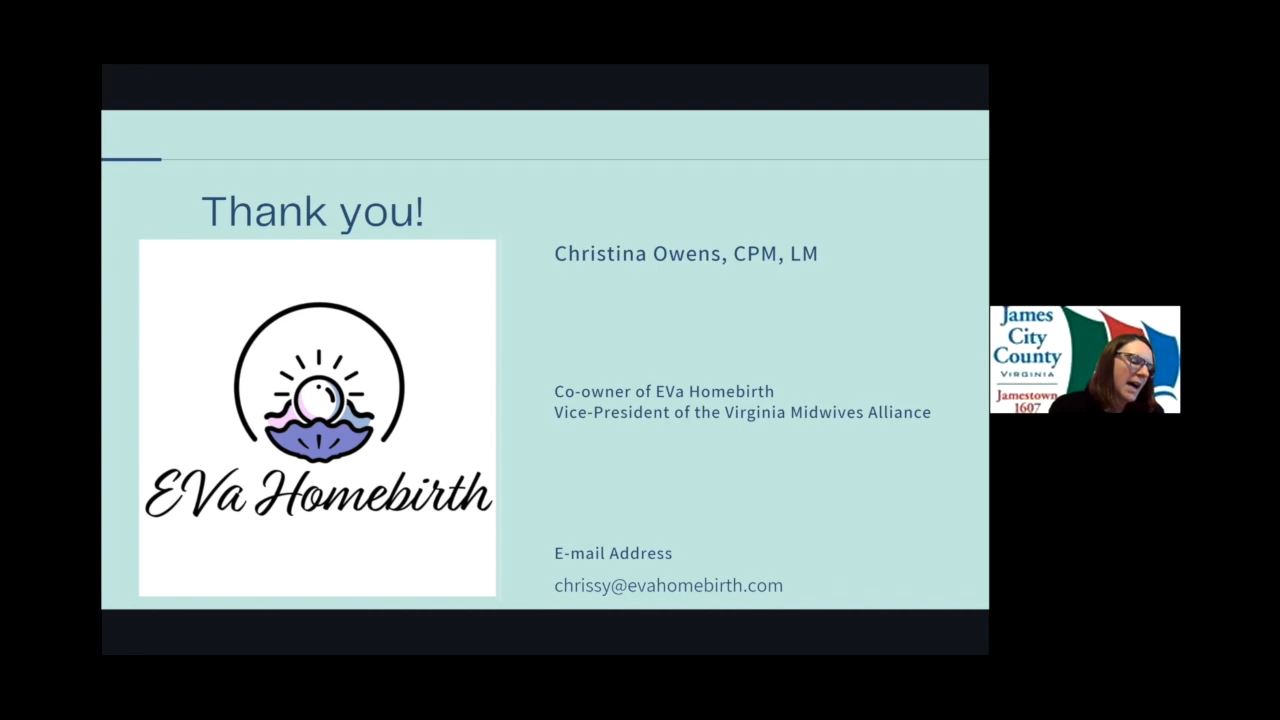 Thank you!
EVa Homebirth
Christina Owens, CPM, LM
Co-owner of EVa Homebirth
Vice-President of the Virginia Midwives Alliance
E-mail Address
chrissy@evahomebirth.com
James
City
County
VIRGINIA
Jamestown
1607